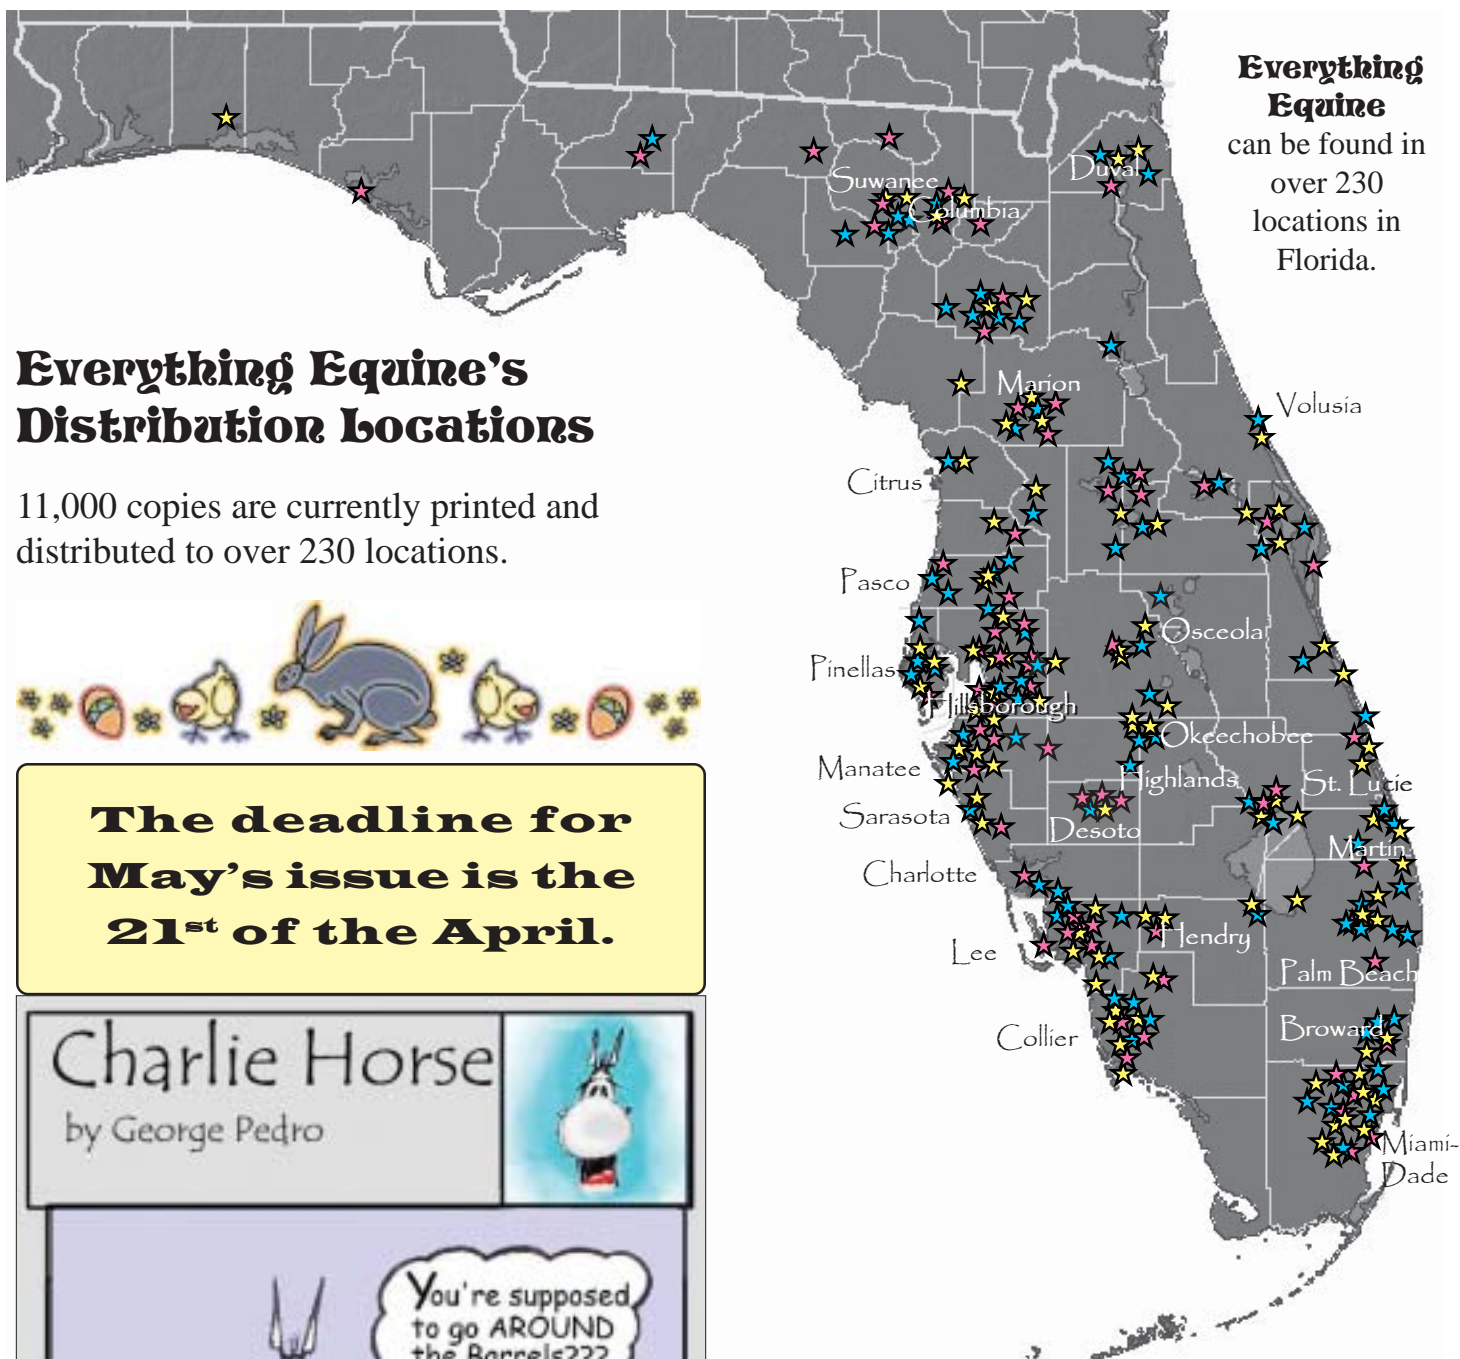 Everything
Equine
can be found in
over 230
locations in
Florida.
Everything Equine's
Distribution Locations
11,000 copies are currently printed and
distributed to over 230 locations.
The deadline for
May's issue is the
21st of the April.
Charlie Horse
by George Pedro
You're supposed
to go AROUND
the Barrels???
Suwanee
Columbia
Duval
Marion
Volusia
Citrus
Pasco
Osceola
Pinellas
Hillsborough
Okeechobee
Manatee
Highlands
St. Lucie
Sarasota
Desoto
Martin
Charlotte
Hendry
Lee
Palm Beach
Collier
Broward
Miami-
Dade